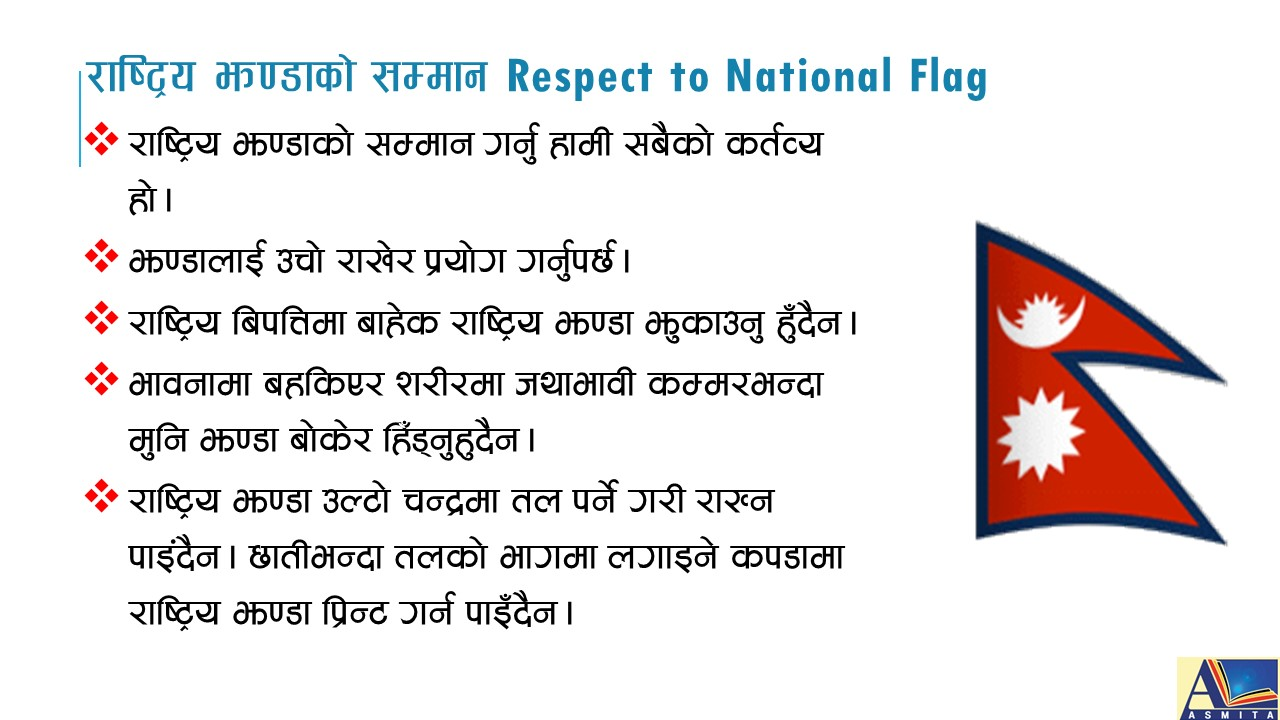 राष्ट्रिय झण्डाको सम्मान Respect to National Flag
राष्ट्रिय झण्डाको सम्मान गर्नु हामी सबैको कर्तव्य
हो ।
झण्डालाई उचो राखेर प्रयोग गर्नुपर्छ ।
राष्ट्रिय बिपत्तिमा बाहेक राष्ट्रिय झण्डा झुकाउनु हुँदैन ।
भावनामा बहकिएर शरीरमा जथाभावी कम्मरभन्दा
मुनि झण्डा बोकेर हिँड्नुहुदैन ।
राष्ट्रिय झण्डा उल्टो चन्द्रमा तल पर्ने गरी राख्न
पाइंदैन । छातीभन्दा तलको भागमा लगाइने कपडामा
राष्ट्रिय झण्डा प्रिन्ट गर्न पाइँदैन ।
ASMITA